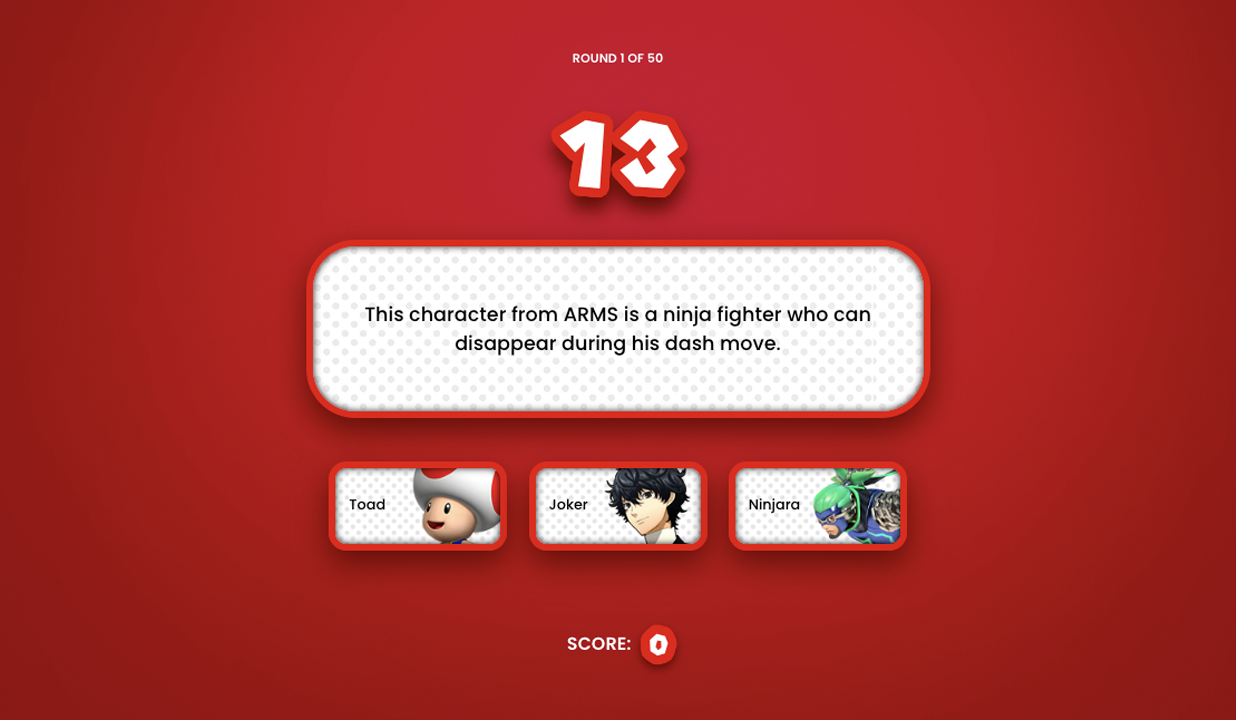 ROUND 1 OF 50
13
This character from ARMS is a ninja fighter who can
disappear during his dash move.
Toad
Joker
Ninjara
SCORE: 0